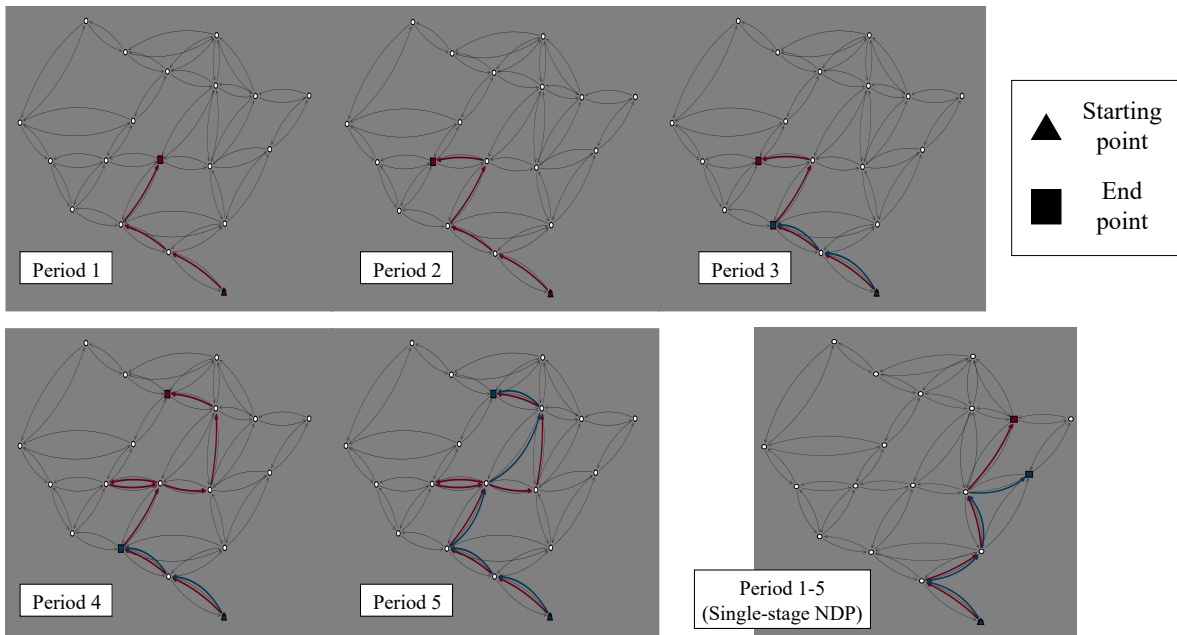 Starting
point
End
point
Period 1
Period 2
Period 3
Period 4
Period 5
Period 1-5
(Single-stage NDP)